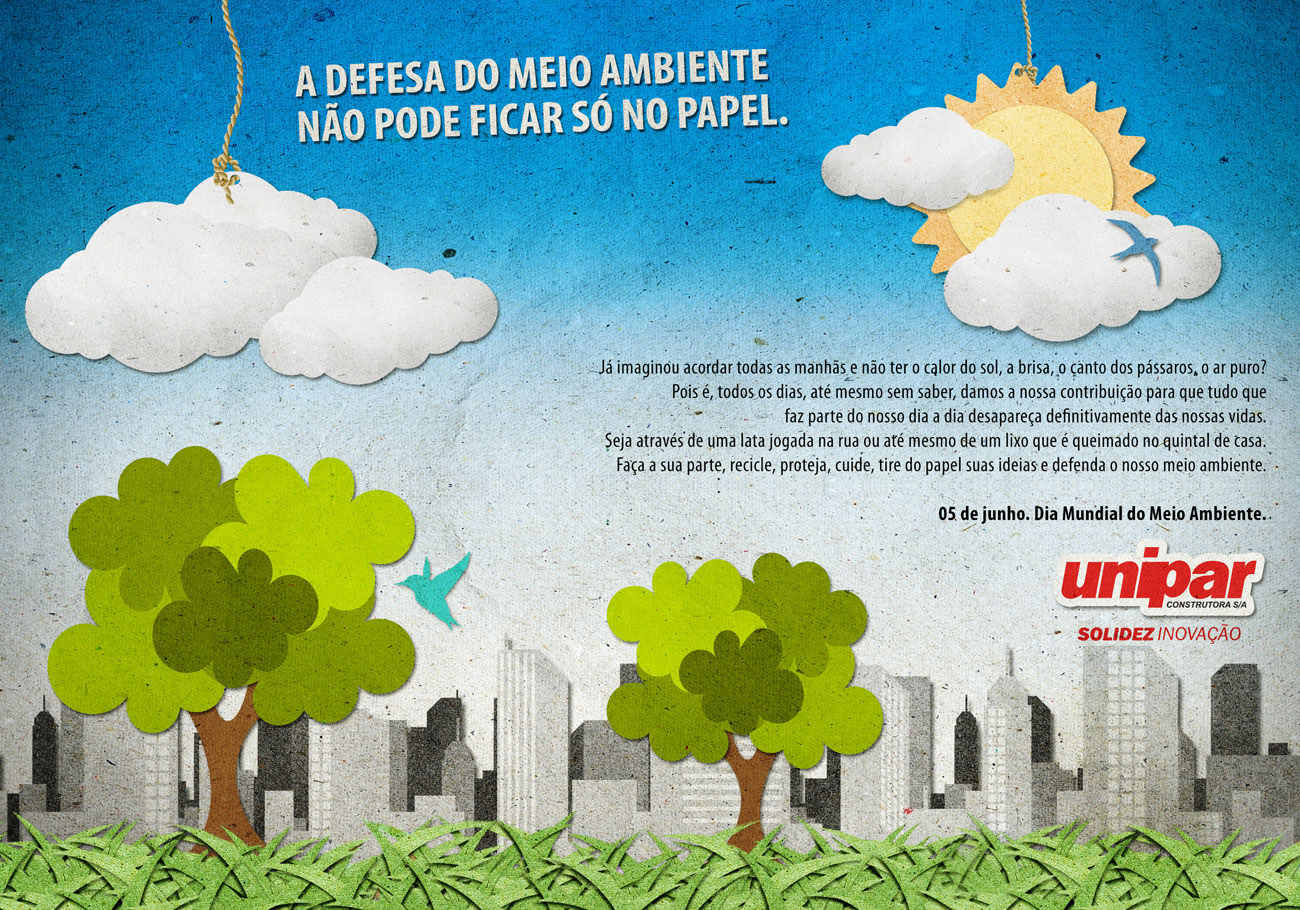 A DEFESA DO MEIO AMBIENTE
NÃO PODE FICAR SÓ NO PAPEL.
Já imaginou acordar todas as manhãs e não ter o calor do sol, a brisa, o canto dos pássaros, o ar puro?
Pois é, todos os dias, até mesmo sem saber, damos a nossa contribuição para que tudo que
faz parte do nosso dia a dia desapareça definitivamente das nossas vidas.
Seja através de uma lata jogada na rua ou até mesmo de um lixo que é queimado no quintal de casa.
Faça a sua parte, recicle, proteja, cuide, tire do papel suas ideias e defenda o nosso meio ambiente.
05 de junho. Dia Mundial do Meio Ambiente.
unipar
CONSTRUTORA S/A
SOLIDEZ INOVAÇÃO